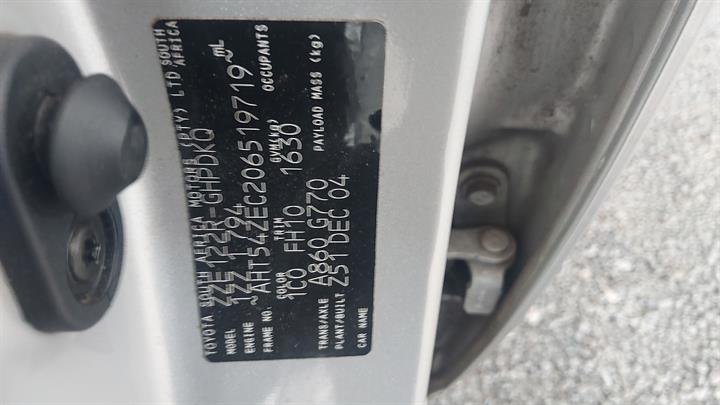 TOYOTA SOUTH AFRICA MOTORS (PTY) LTD SOUTH AFRICA
MODEL ZZE122R-GHPDKQ
ENGINE 1ZZ 1794
FRAME NO. *AHT54ZEC206519719* mL
COLOR TRIM GVM(kg) OCCUPANTS
1C0 FH10 1630
TRANS/AXLE A860 G770 PAYLOAD MASS (kg)
PLANT/BUILT Z51 DEC 04
CAR NAME